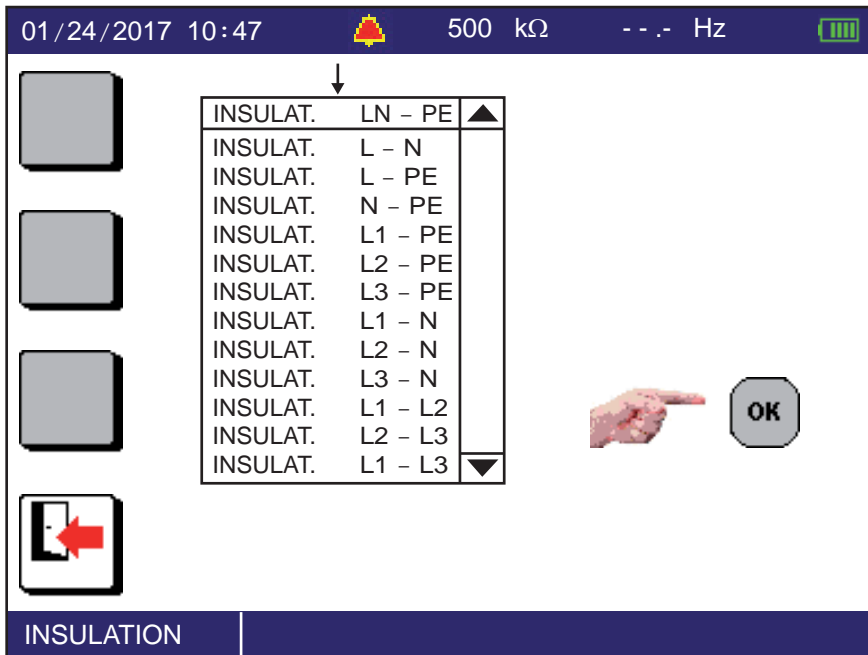 01/24/2017 10:47 500 kΩ - - .- Hz
INSULAT. LN – PE
INSULAT. L – N
INSULAT. L – PE
INSULAT. N – PE
INSULAT. L1 – PE
INSULAT. L2 – PE
INSULAT. L3 – PE
INSULAT. L1 – N
INSULAT. L2 – N
INSULAT. L3 – N
INSULAT. L1 – L2
INSULAT. L2 – L3
INSULAT. L1 – L3
OK
INSULATION